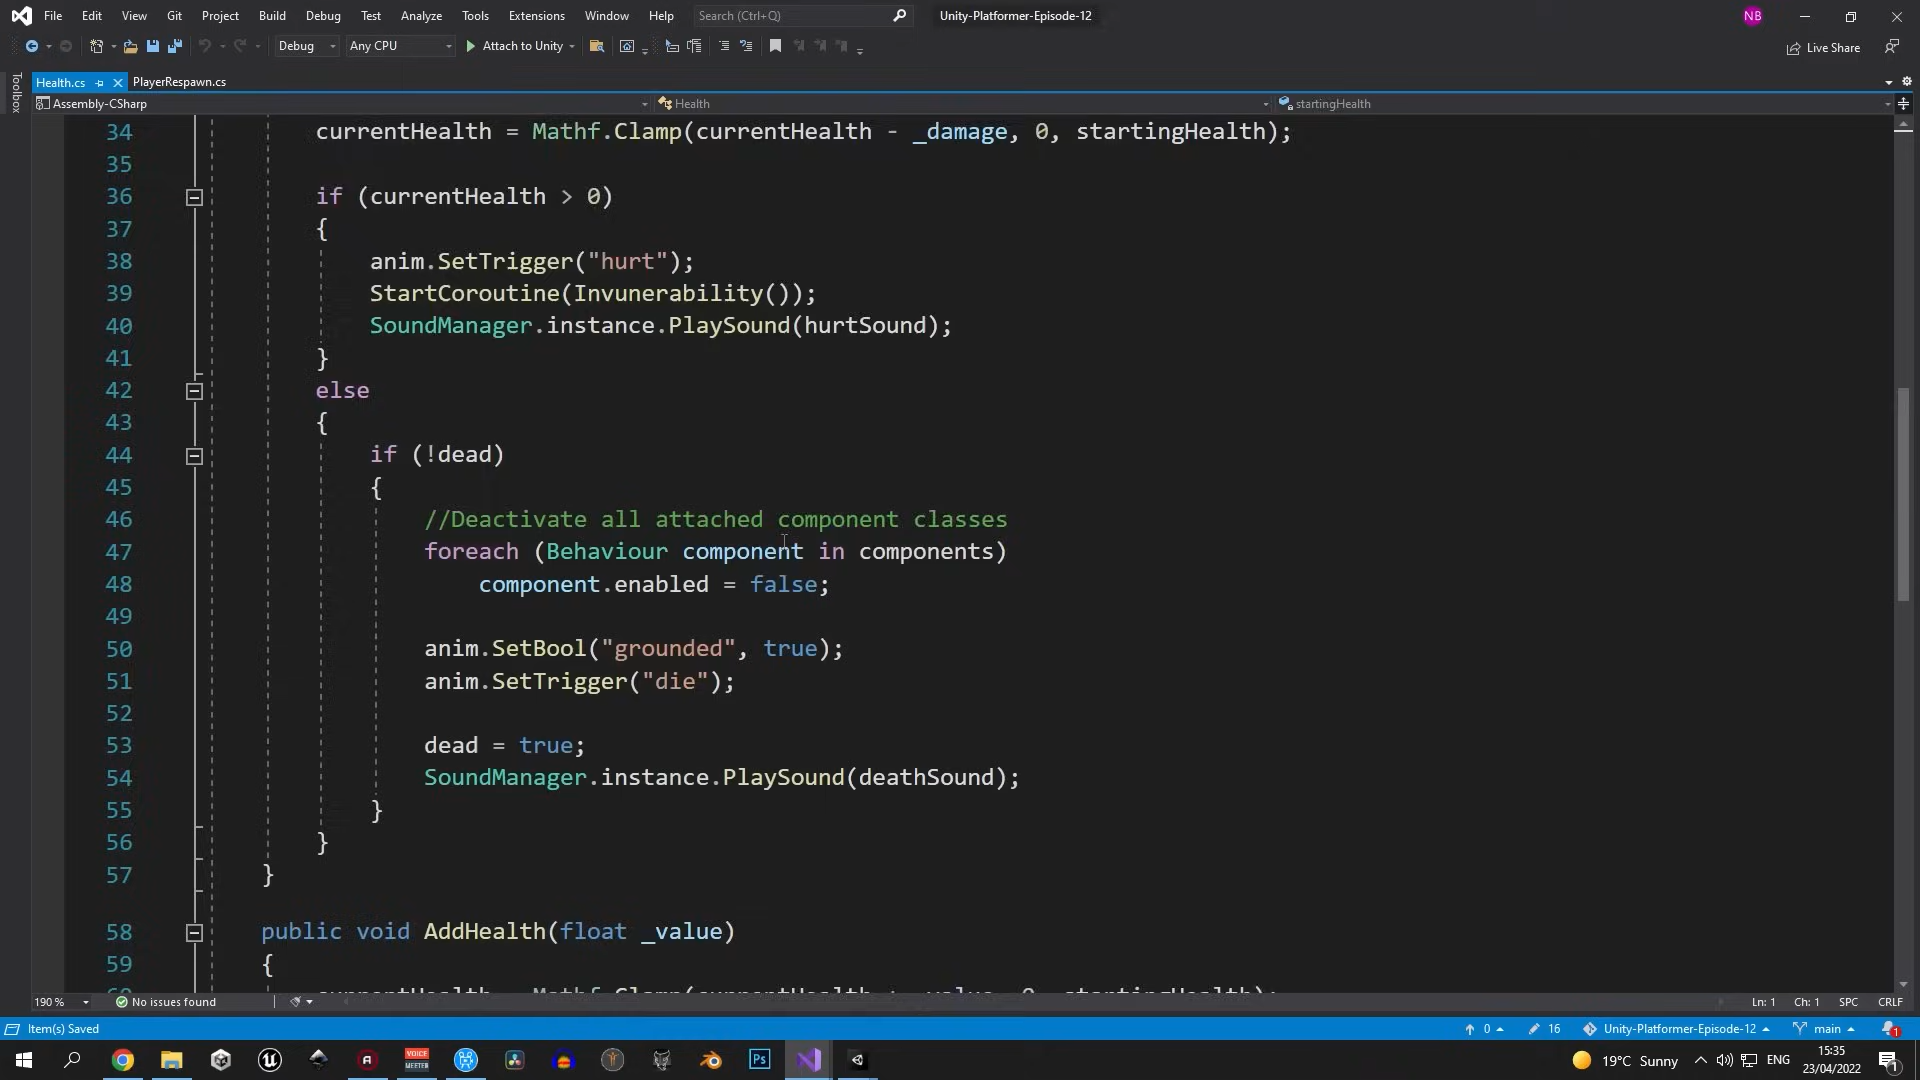 File Edit View Git Project Build Debug Test Analyze Tools Extensions Window Help Search (Ctrl+Q) Unity-Platformer-Episode-12 NB
Debug Any CPU Attach to Unity Live Share
Toolbox
Health.cs PlayerRespawn.cs
Assembly-CSharp Health startingHealth
34 currentHealth = Mathf.Clamp(currentHealth - _damage, 0, startingHealth);
35
36 if (currentHealth > 0)
37 {
38 anim.SetTrigger("hurt");
39 StartCoroutine(Invunerability());
40 SoundManager.instance.PlaySound(hurtSound);
41 }
42 else
43 {
44 if (!dead)
45 {
46 //Deactivate all attached component classes
47 foreach (Behaviour component in components)
48 component.enabled = false;
49
50 anim.SetBool("grounded", true);
51 anim.SetTrigger("die");
52
53 dead = true;
54 SoundManager.instance.PlaySound(deathSound);
55 }
56 }
57 }
58 public void AddHealth(float _value)
59 {
190 % No issues found Ln: 1 Ch: 1 SPC CRLF
Item(s) Saved 0 16 Unity-Platformer-Episode-12 main 1
VOICE MEETER Ps 19°C Sunny ENG 15:35
23/04/2022 1